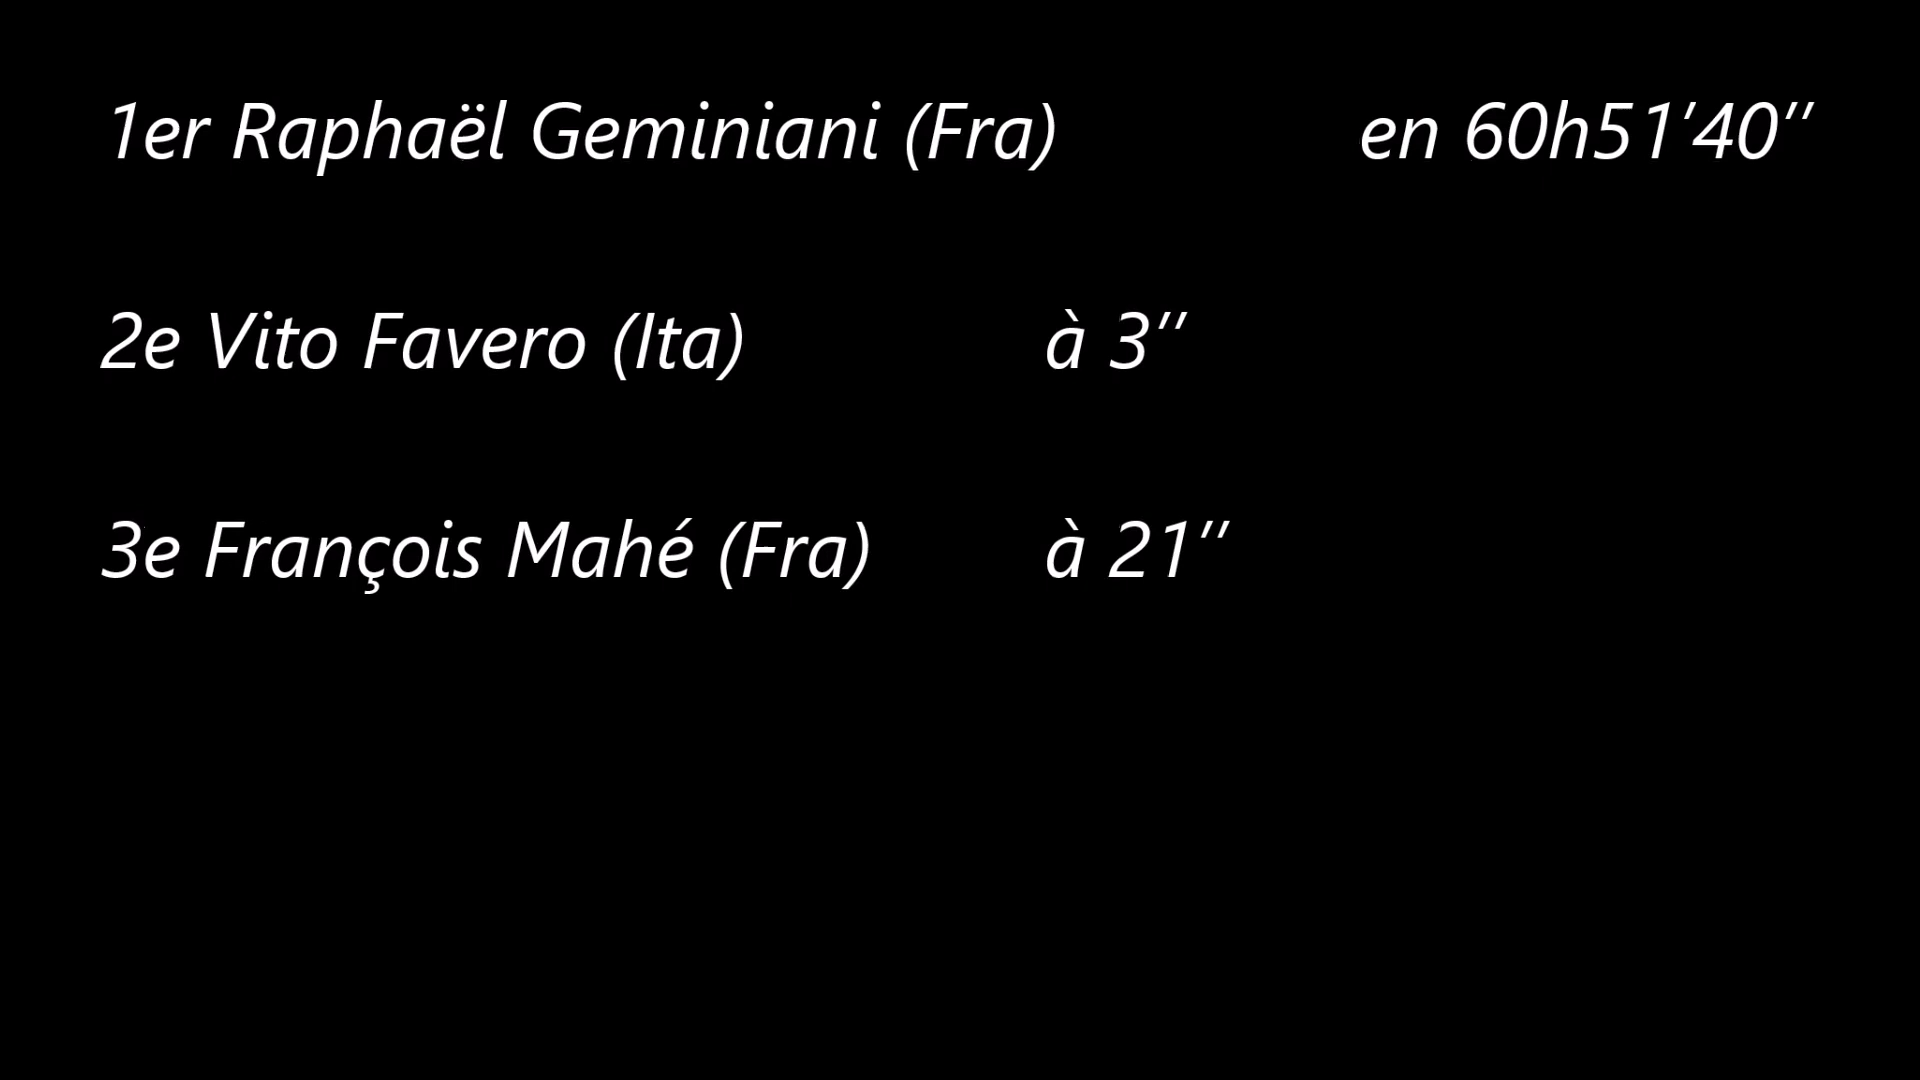 1er Raphaël Geminiani (Fra) en 60h51’40’’
2e Vito Favero (Ita) à 3’’
3e François Mahé (Fra) à 21’’